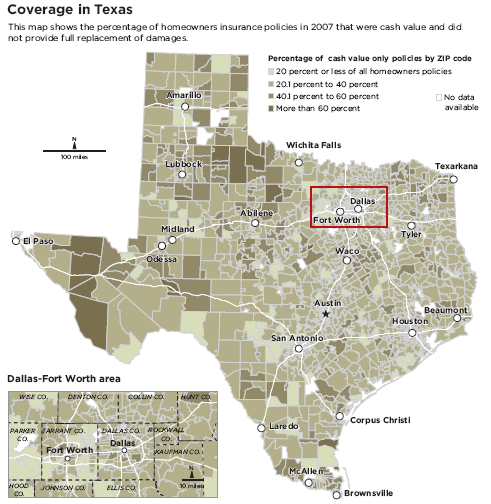 Coverage in Texas
This map shows the percentage of homeowners insurance policies in 2007 that were cash value and did
not provide full replacement of damages.
Percentage of cash value only policies by ZIP code
20 percent or less of all homeowners policies
20.1 percent to 40 percent
40.1 percent to 60 percent
More than 60 percent
No data
available
N
100 miles
Amarillo
Lubbock
Wichita Falls
Texarkana
Dallas
Fort Worth
Abilene
Tyler
Midland
Odessa
El Paso
Waco
Austin
Beaumont
Houston
San Antonio
Laredo
Corpus Christi
McAllen
Brownsville
Dallas-Fort Worth area
WISE CO.
DENTON CO.
COLLIN CO.
HUNT CO.
PARKER
CO.
TARRANT CO.
DALLAS CO.
ROCKWALL
CO.
Dallas
Fort Worth
KAUFMAN CO.
HOOD
CO.
JOHNSON CO.
ELLIS CO.
N
10 miles